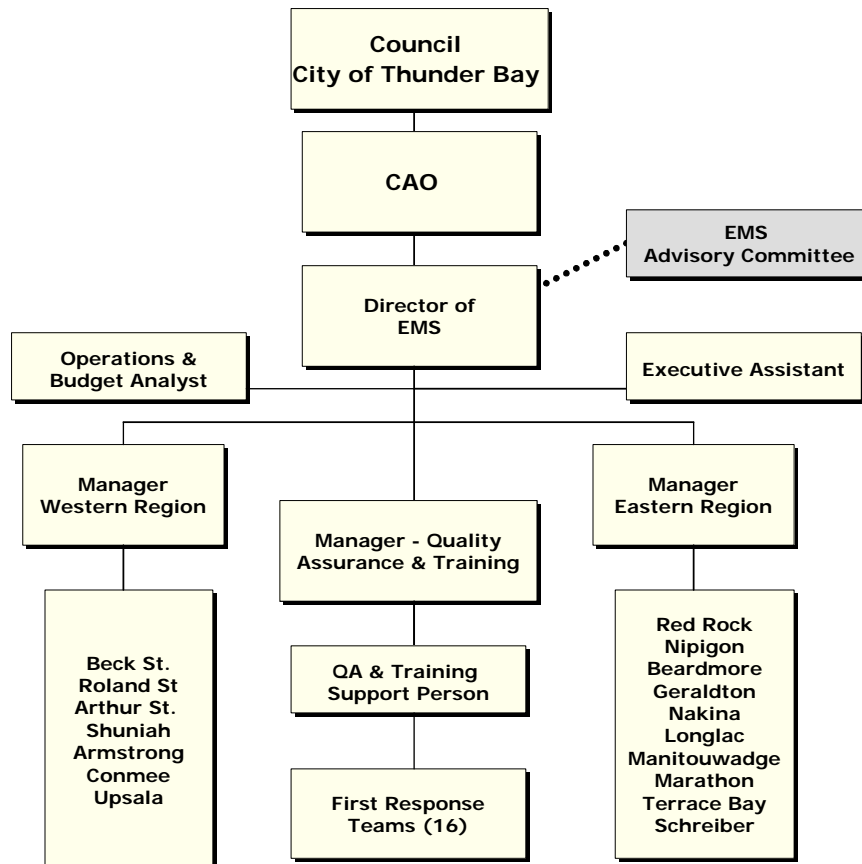 Council
City of Thunder Bay
CAO
EMS
Advisory Committee
Director of
EMS
Operations &
Budget Analyst
Executive Assistant
Manager
Western Region
Manager - Quality
Assurance & Training
Manager
Eastern Region
Beck St.
Roland St
Arthur St.
Shuniah
Armstrong
Conmee
Upsala
QA & Training
Support Person
First Response
Teams (16)
Red Rock
Nipigon
Beardmore
Geraldton
Nakina
Longlac
Manitouwadge
Marathon
Terrace Bay
Schreiber